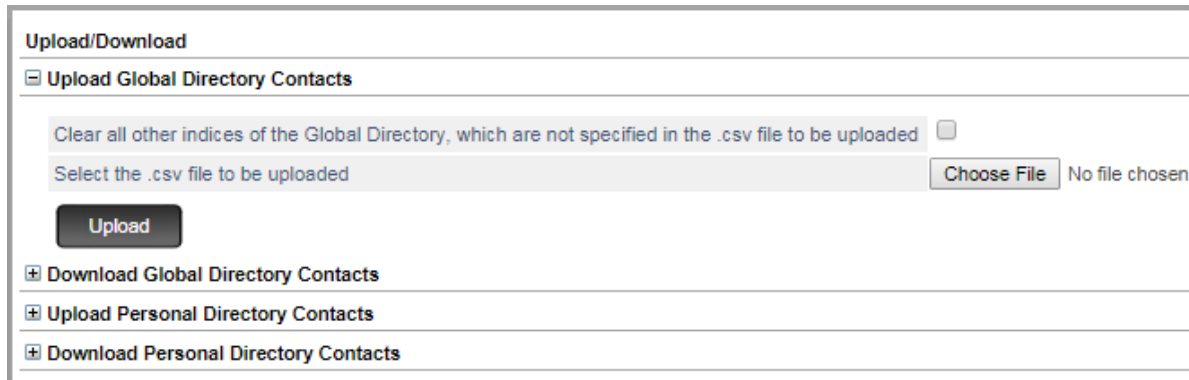 Upload/Download
Upload Global Directory Contacts
Clear all other indices of the Global Directory, which are not specified in the .csv file to be uploaded
Select the .csv file to be uploaded Choose File No file chosen
Upload
Download Global Directory Contacts
Upload Personal Directory Contacts
Download Personal Directory Contacts